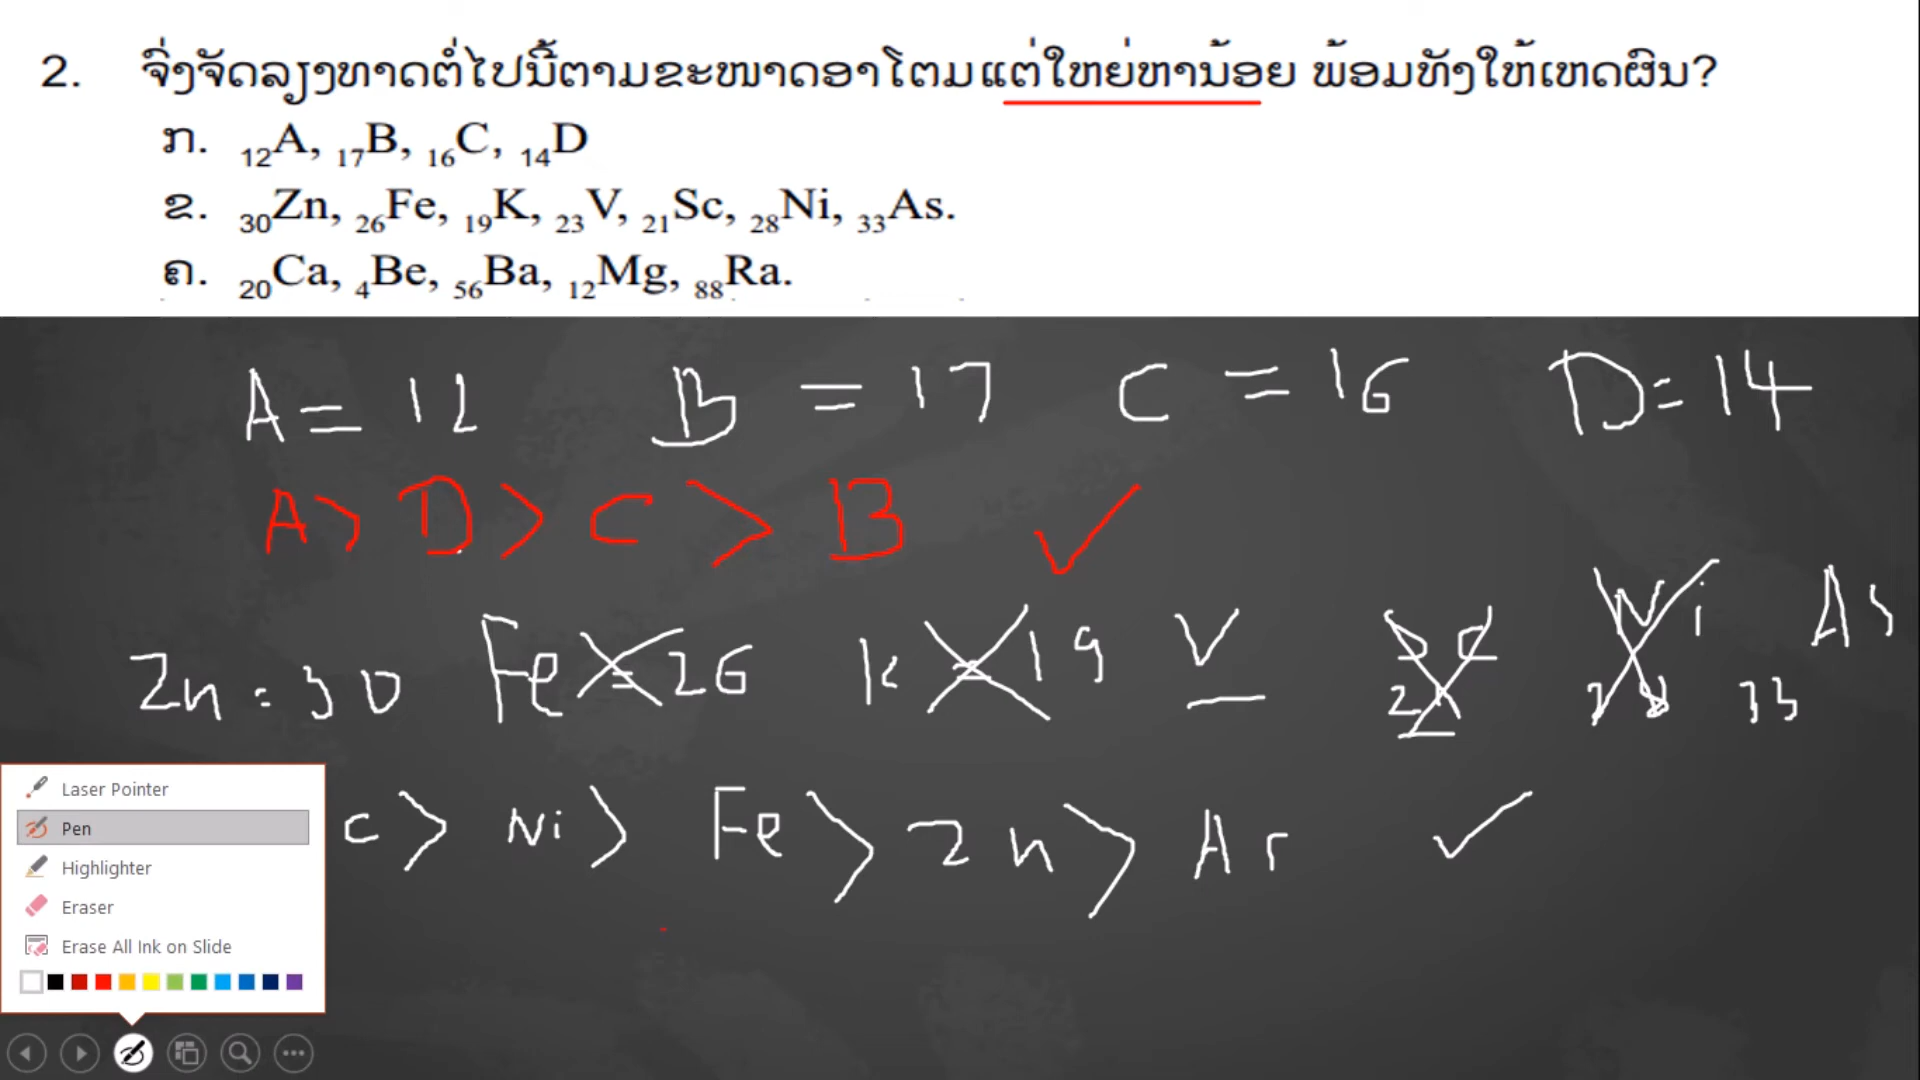 2. ຈົ່ງຈັດລຽງທາດຕໍ່ໄປນີ້ຕາມຂະໜາດອາໂຕມແຕ່ໃຫຍ່ຫານ້ອຍ ພ້ອມທັງໃຫ້ເຫດຜົນ?
ກ. ₁₂A, ₁₇B, ₁₆C, ₁₄D
ຂ. ₃₀Zn, ₂₆Fe, ₁₉K, ₂₃V, ₂₁Sc, ₂₈Ni, ₃₃As.
ຄ. ₂₀Ca, ₄Be, ₅₆Ba, ₁₂Mg, ₈₈Ra.
A = 12 B = 17 C = 16 D = 14
A > D > C > B ✓
Zn = 30 Fe = 26 K = 19 V Sc 21 Ni 28 As 33
c > Ni > Fe > Zn > Ar ✓
Laser Pointer
Pen
Highlighter
Eraser
Erase All Ink on Slide